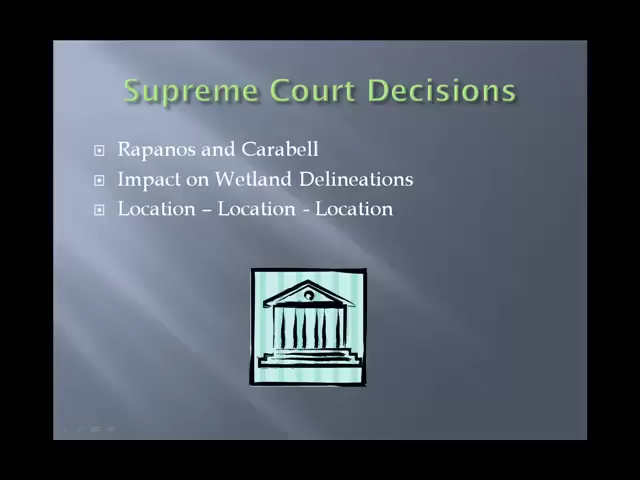 Supreme Court Decisions
Rapanos and Carabell
Impact on Wetland Delineations
Location – Location - Location